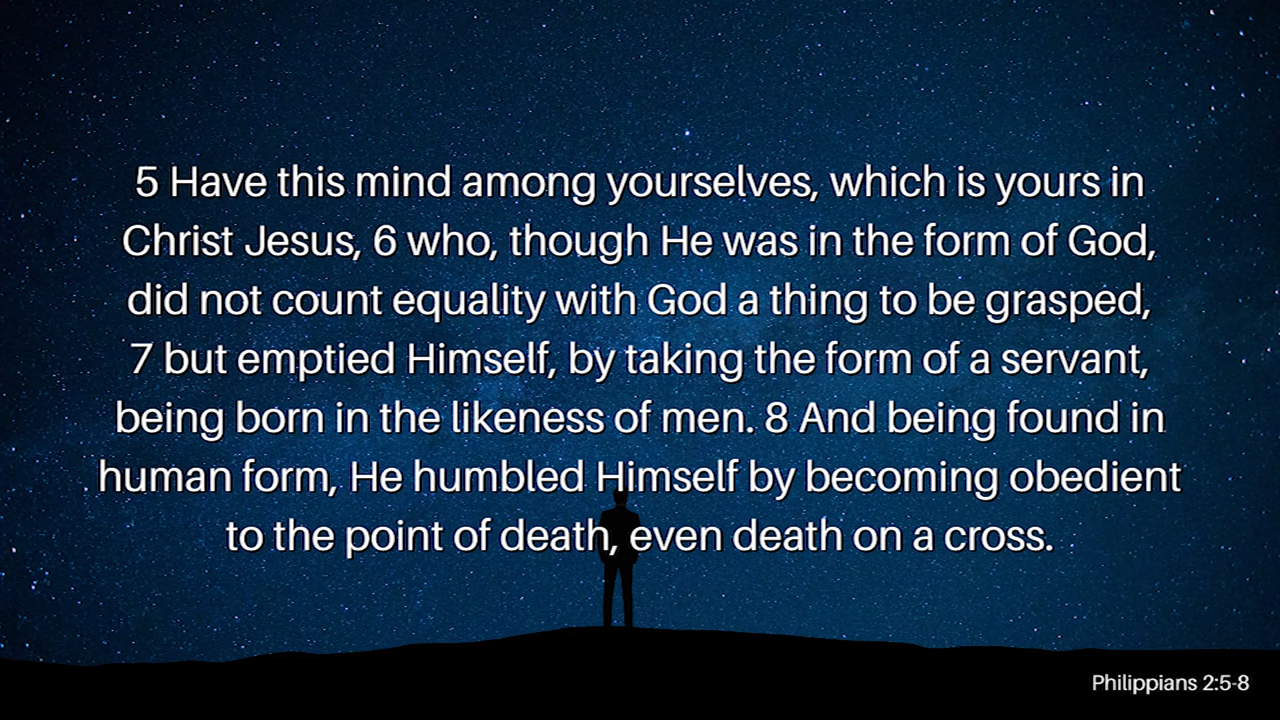 5 Have this mind among yourselves, which is yours in
Christ Jesus, 6 who, though He was in the form of God,
did not count equality with God a thing to be grasped,
7 but emptied Himself, by taking the form of a servant,
being born in the likeness of men. 8 And being found in
human form, He humbled Himself by becoming obedient
to the point of death, even death on a cross.
Philippians 2:5-8